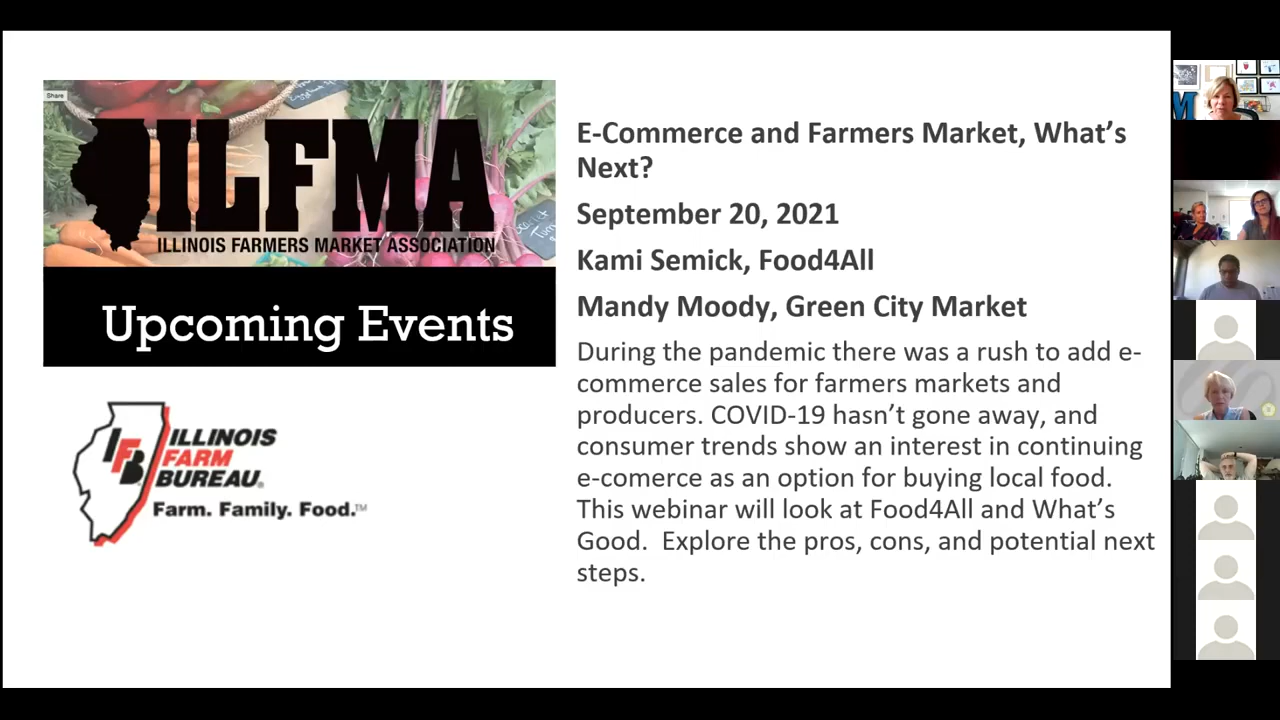 Share
ILFMA
ILLINOIS FARMERS MARKET ASSOCIATION
Upcoming Events
IFB
ILLINOIS
FARM
BUREAU®
Farm. Family. Food.™
E-Commerce and Farmers Market, What’s
Next?
September 20, 2021
Kami Semick, Food4All
Mandy Moody, Green City Market
During the pandemic there was a rush to add e-
commerce sales for farmers markets and
producers. COVID-19 hasn’t gone away, and
consumer trends show an interest in continuing
e-comerce as an option for buying local food.
This webinar will look at Food4All and What’s
Good.  Explore the pros, cons, and potential next
steps.